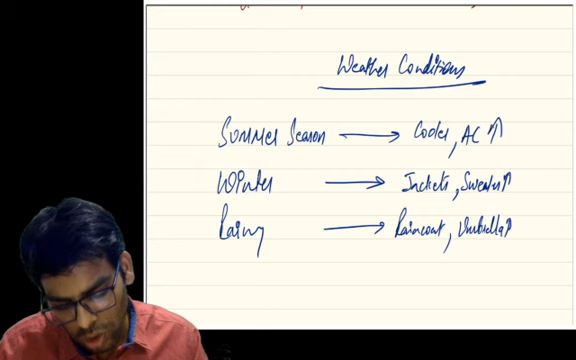 Weather Conditions
Summer Season → Cooler, AC ↑
Winter → Jackets, Sweater ↑
Rainy → Raincoat, Umbrella ↑